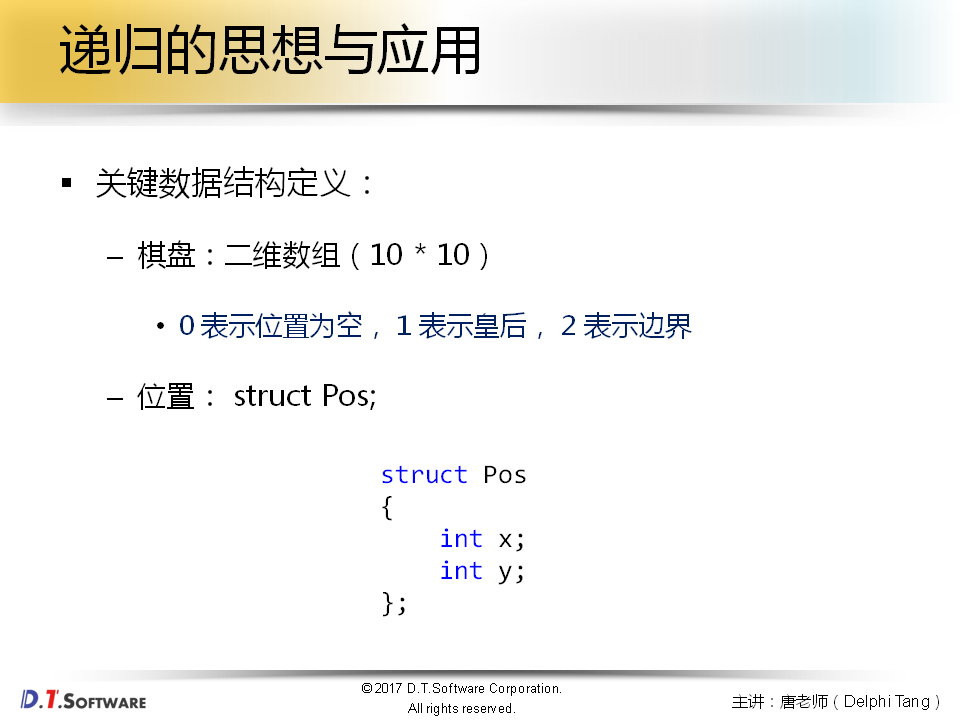 递归的思想与应用
▪ 关键数据结构定义：
– 棋盘：二维数组（10 * 10）
• 0 表示位置为空，1 表示皇后，2 表示边界
– 位置： struct Pos;
struct Pos
{
    int x;
    int y;
};
©2017 D.T.Software Corporation.
All rights reserved.
D.T.SOFTWARE
主讲：唐老师（Delphi Tang）